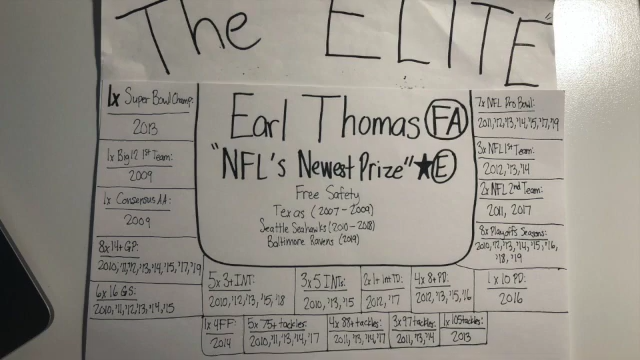 The ELITE
1x Super Bowl Champ:
2013
1x Big 12 1st Team:
2009
1x Consensus AA:
2009
8x 14+ GP:
2010, '11, '12, '13, '14, '15, '17, '19
6x 16 GS:
2010, '11, '12, '13, '14, '15
Earl Thomas FA
"NFL's Newest Prize" ★ E
Free Safety
Texas (2007-2009)
Seattle Seahawks (2010-2018)
Baltimore Ravens (2019)
7x NFL Pro Bowl:
2011, '12, '13, '14, '15, '17, '19
3x NFL 1st Team:
2012, '13, '14
2x NFL 2nd Team:
2011, 2017
8x Playoffs Seasons:
2010, '12, '13, '14, '15, '16,
'18, '19
5x 3+ INT:
2010, '12, '13, '15, '18
3x 5 INTs:
2010, '13, '15
2x 1+ Int TD:
2012, '17
4x 8+ PD:
2012, '13, '15, '16
1x 10 PD:
2016
1x 4FF:
2014
5x 75+ tackles:
2010, '11, '13, '14, '17
4x 88+ tackles:
2011, '13, '14, '17
3x 97+ tackles:
2011, '13, '14
1x 105 tackles:
2013